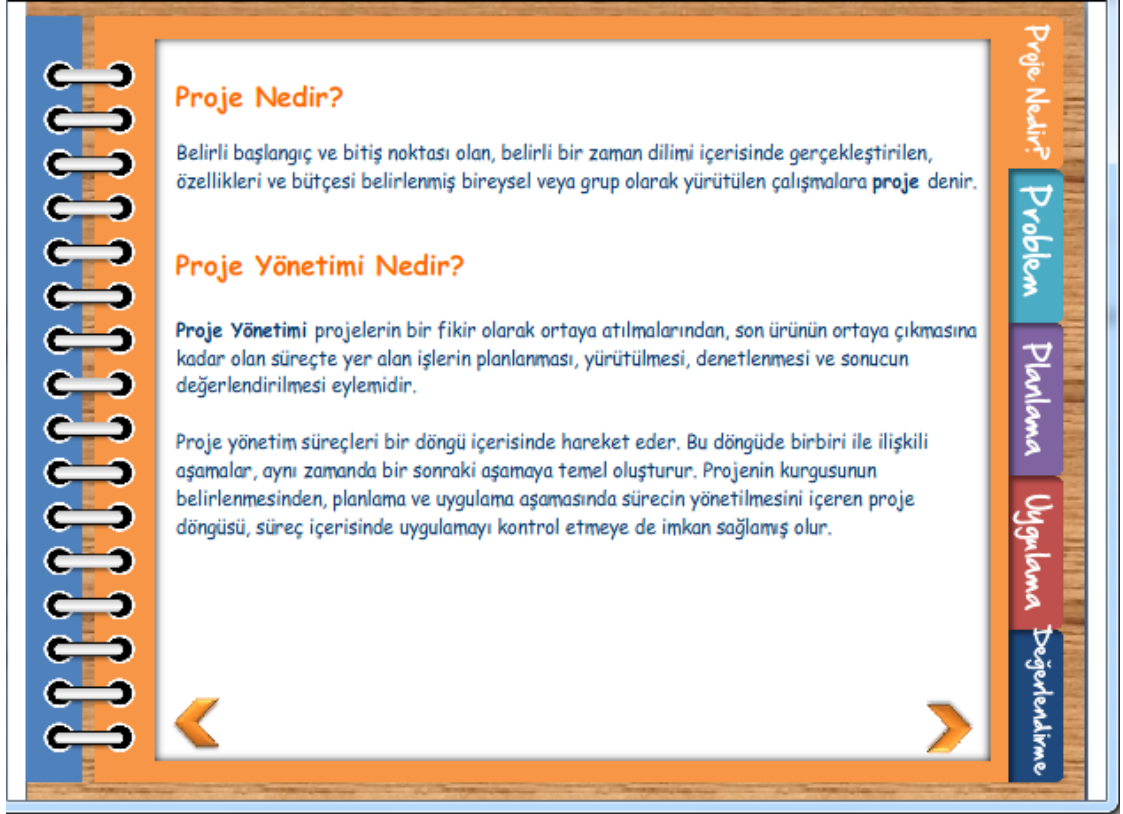 Proje Nedir?
Belirli başlangıç ve bitiş noktası olan, belirli bir zaman dilimi içerisinde gerçekleştirilen,
özellikleri ve bütçesi belirlenmiş bireysel veya grup olarak yürütülen çalışmalara proje denir.
Proje Yönetimi Nedir?
Proje Yönetimi projelerin bir fikir olarak ortaya atılmalarından, son ürünün ortaya çıkmasına
kadar olan süreçte yer alan işlerin planlanması, yürütülmesi, denetlenmesi ve sonucun
değerlendirilmesi eylemidir.
Proje yönetim süreçleri bir döngü içerisinde hareket eder. Bu döngüde birbiri ile ilişkili
aşamalar, aynı zamanda bir sonraki aşamaya temel oluşturur. Projenin kurgusunun
belirlenmesinden, planlama ve uygulama aşamasında sürecin yönetilmesini içeren proje
döngüsü, süreç içerisinde uygulamayı kontrol etmeye de imkan sağlamış olur.
Proje Nedir?
Problem
Planlama
Uygulama
Değerlendirme